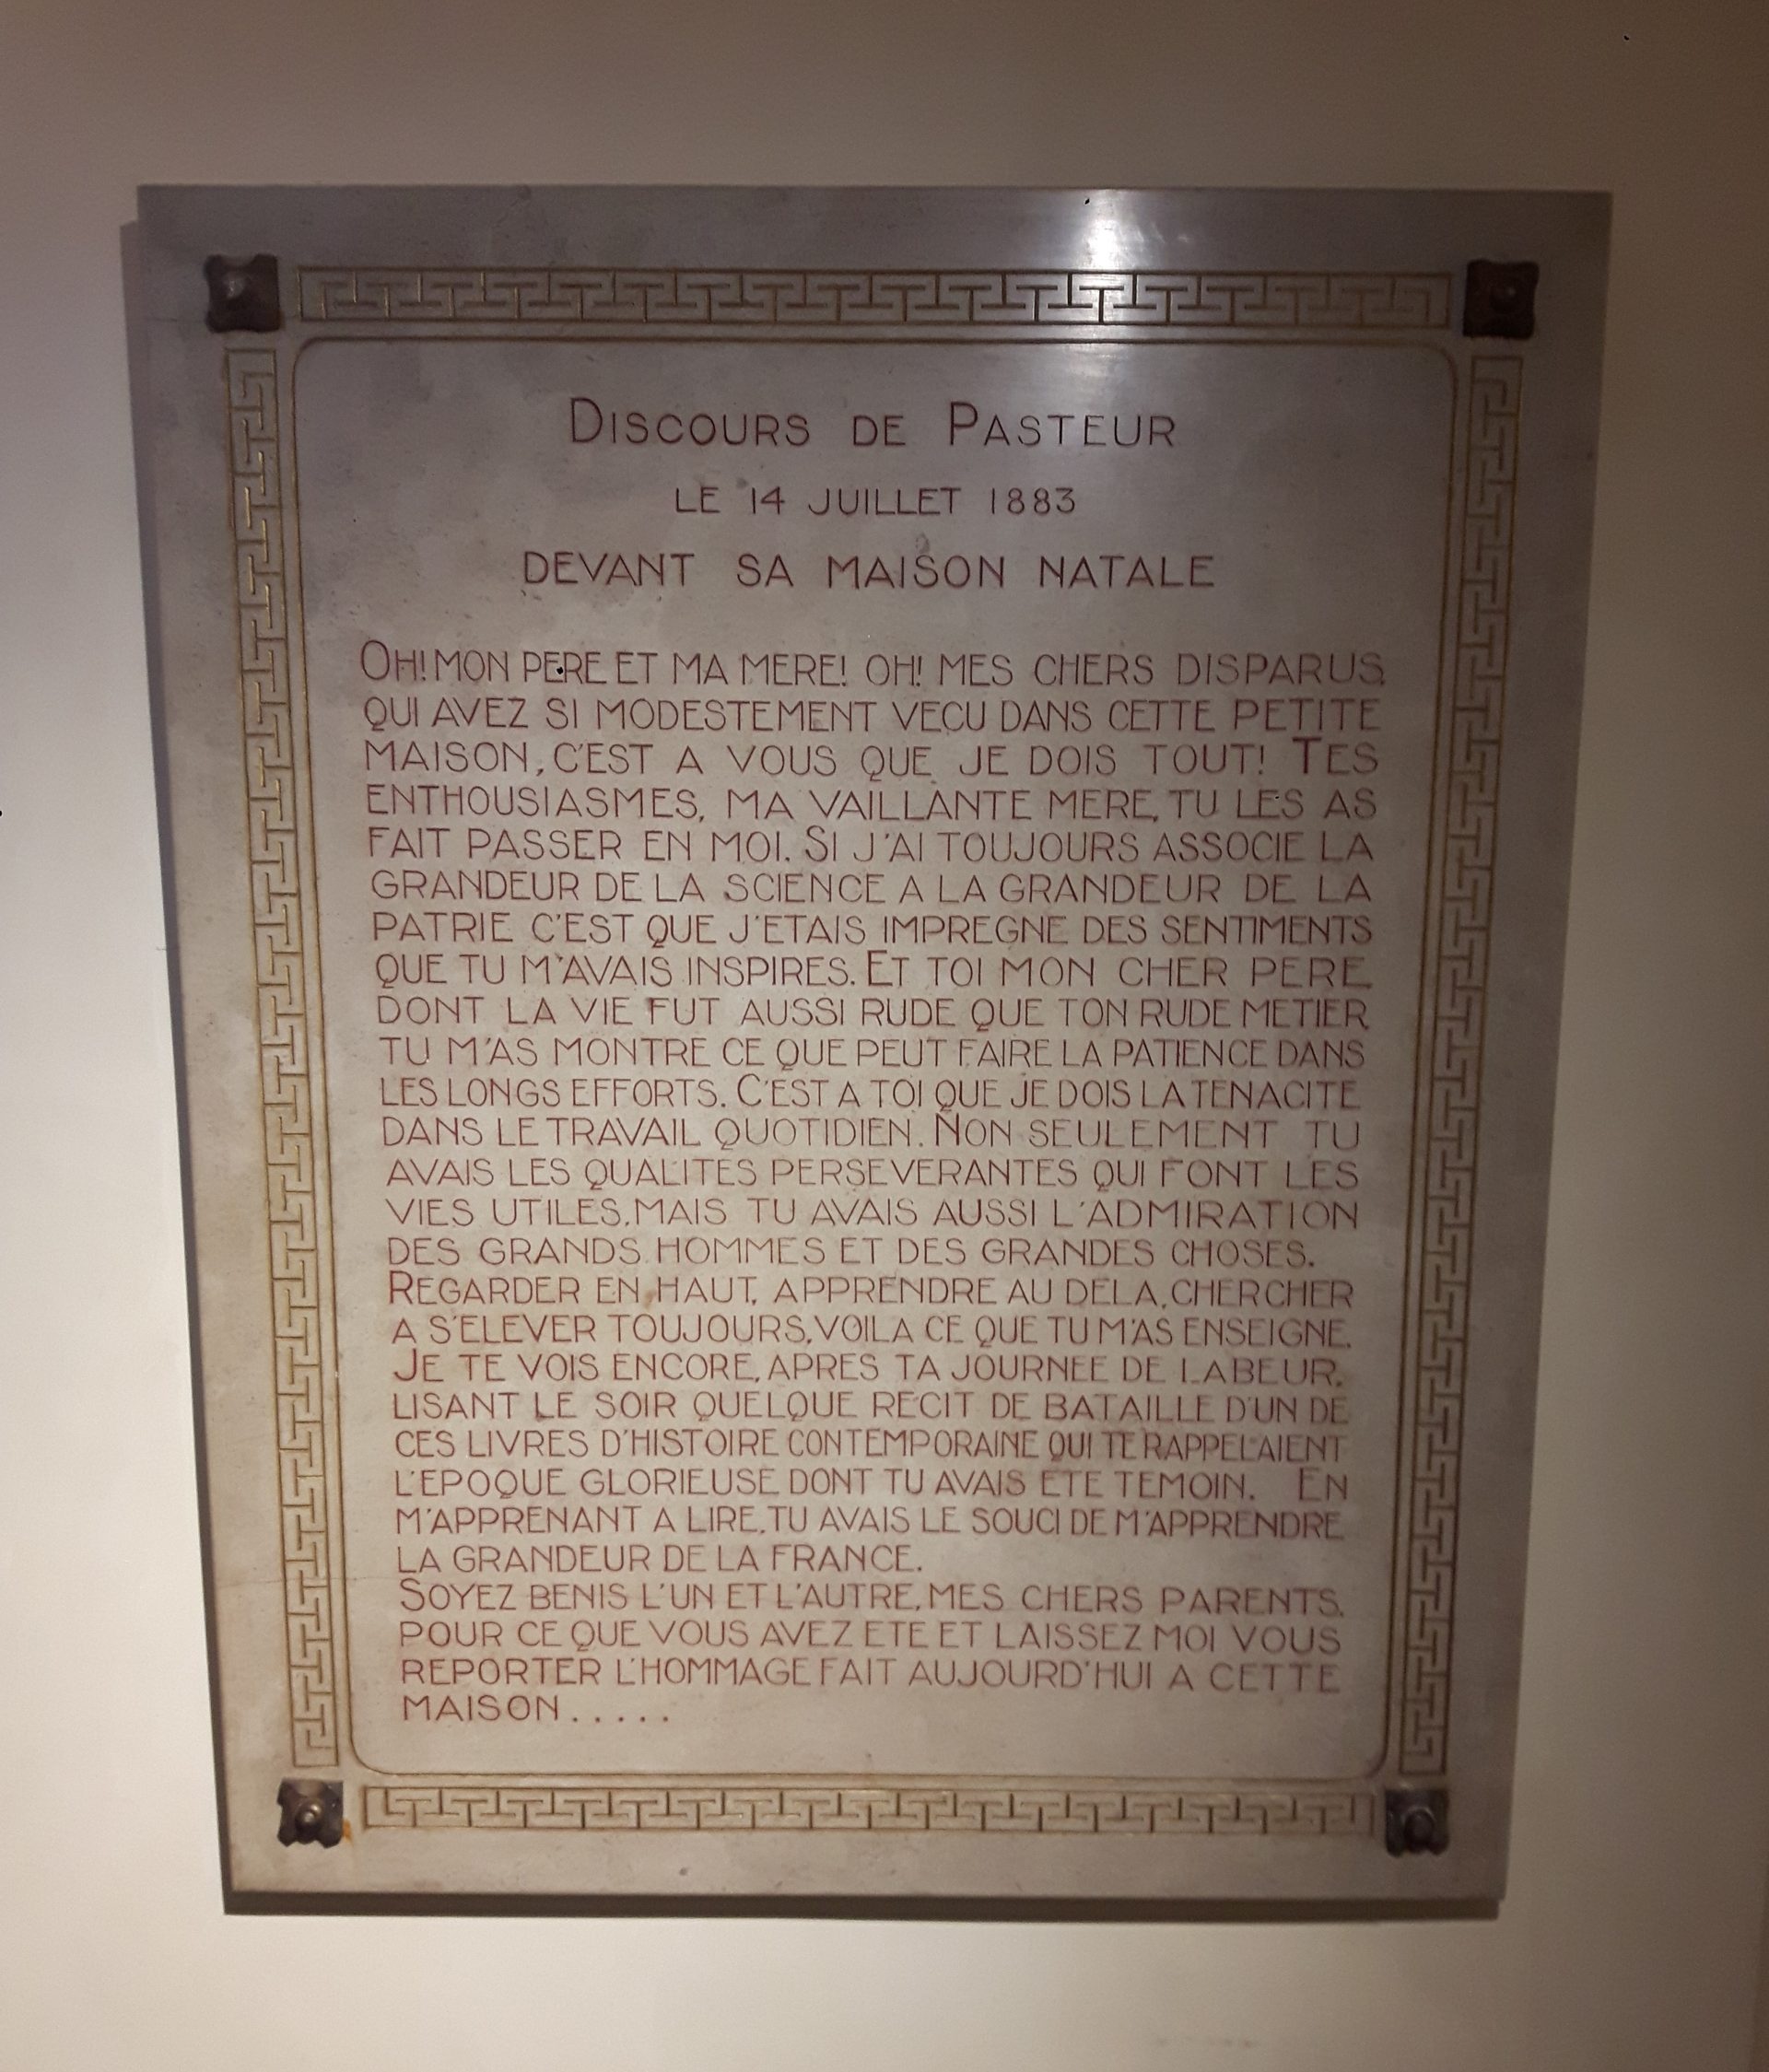 DISCOURS DE PASTEUR
LE 14 JUILLET 1883
DEVANT SA MAISON NATALE
OH! MON PERE ET MA MERE! OH! MES CHERS DISPARUS,
QUI AVEZ SI MODESTEMENT VECU DANS CETTE PETITE
MAISON, C'EST A VOUS QUE JE DOIS TOUT! TES
ENTHOUSIASMES, MA VAILLANTE MERE, TU LES AS
FAIT PASSER EN MOI. SI J'AI TOUJOURS ASSOCIE LA
GRANDEUR DE LA SCIENCE A LA GRANDEUR DE LA
PATRIE C'EST QUE J'ETAIS IMPREGNE DES SENTIMENTS
QUE TU M'AVAIS INSPIRES. ET TOI MON CHER PERE,
DONT LA VIE FUT AUSSI RUDE QUE TON RUDE METIER,
TU M'AS MONTRE CE QUE PEUT FAIRE LA PATIENCE DANS
LES LONGS EFFORTS. C'EST A TOI QUE JE DOIS LA TENACITE
DANS LE TRAVAIL QUOTIDIEN. NON SEULEMENT TU
AVAIS LES QUALITES PERSEVERANTES QUI FONT LES
VIES UTILES, MAIS TU AVAIS AUSSI L'ADMIRATION
DES GRANDS HOMMES ET DES GRANDES CHOSES.
REGARDER EN HAUT, APPRENDRE AU DELA, CHERCHER
A S'ELEVER TOUJOURS, VOILA CE QUE TU M'AS ENSEIGNE.
JE TE VOIS ENCORE, APRES TA JOURNEE DE LABEUR,
LISANT LE SOIR QUELQUE RECIT DE BATAILLE D'UN DE
CES LIVRES D'HISTOIRE CONTEMPORAINE QUI TE RAPPELAIENT
L'EPOQUE GLORIEUSE DONT TU AVAIS ETE TEMOIN. EN
M'APPRENANT A LIRE, TU AVAIS LE SOUCI DE M'APPRENDRE
LA GRANDEUR DE LA FRANCE.
SOYEZ BENIS L'UN ET L'AUTRE, MES CHERS PARENTS,
POUR CE QUE VOUS AVEZ ETE ET LAISSEZ MOI VOUS
REPORTER L'HOMMAGE FAIT AUJOURD'HUI A CETTE
MAISON.....